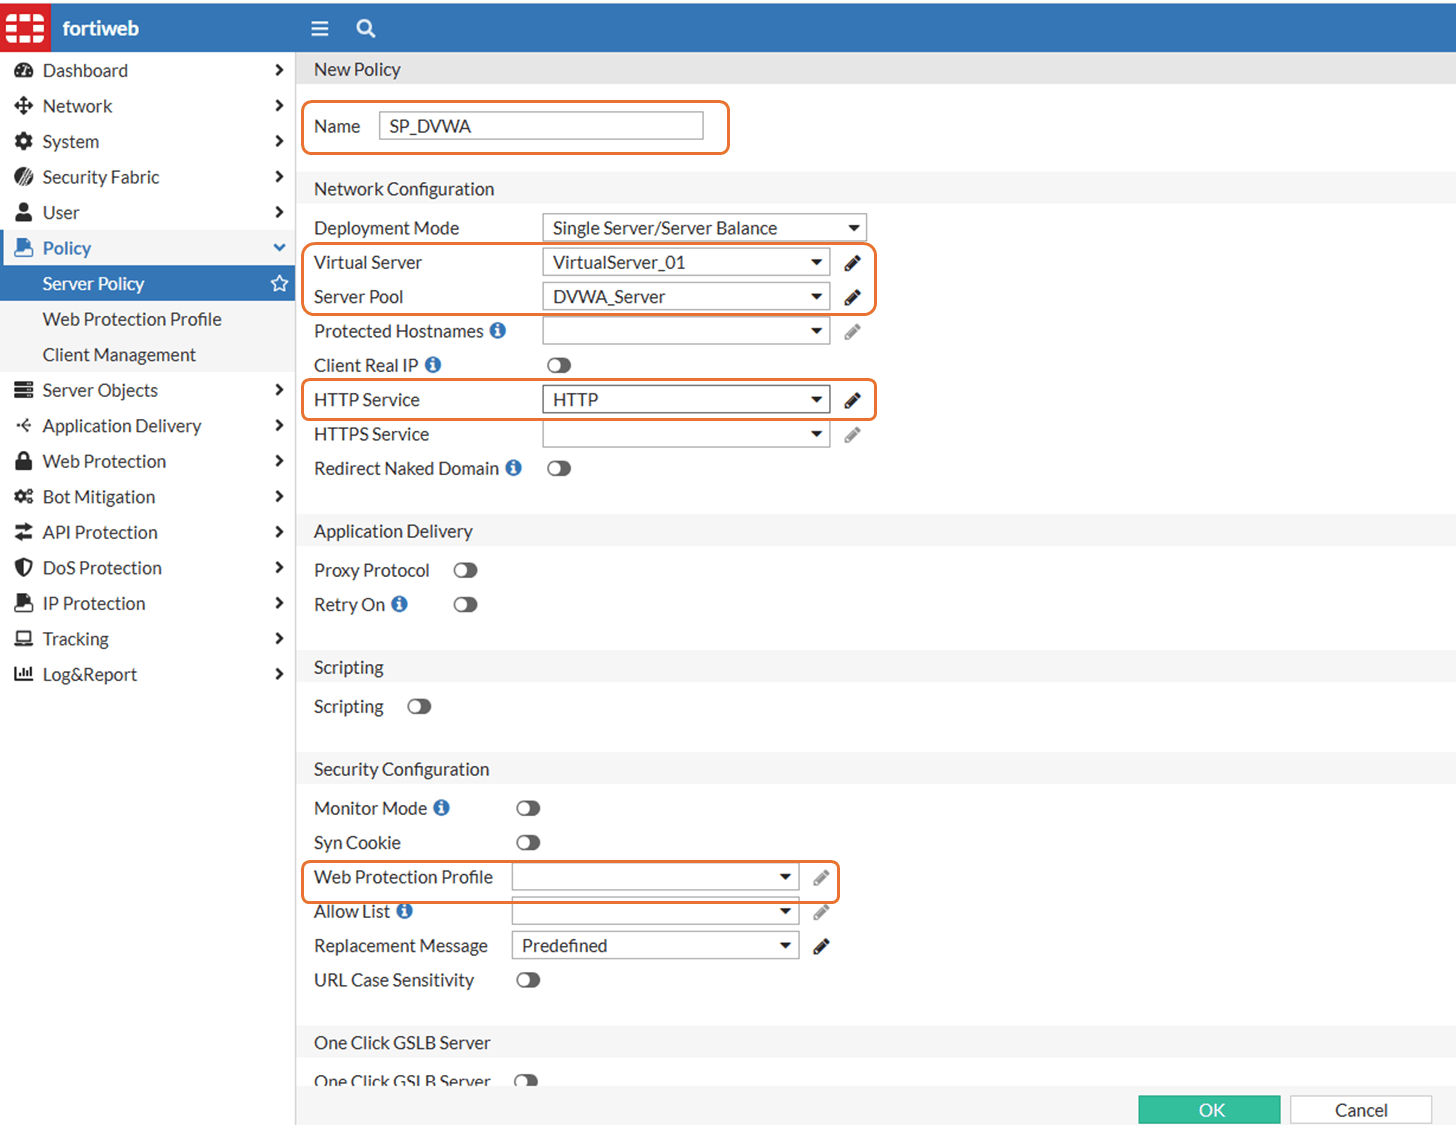 fortiweb
Dashboard
Network
System
Security Fabric
User
Policy
Server Policy
Web Protection Profile
Client Management
Server Objects
Application Delivery
Web Protection
Bot Mitigation
API Protection
DoS Protection
IP Protection
Tracking
Log&Report
New Policy
Name SP_DVWA
Network Configuration
Deployment Mode Single Server/Server Balance
Virtual Server VirtualServer_01
Server Pool DVWA_Server
Protected Hostnames
Client Real IP
HTTP Service HTTP
HTTPS Service
Redirect Naked Domain
Application Delivery
Proxy Protocol
Retry On
Scripting
Scripting
Security Configuration
Monitor Mode
Syn Cookie
Web Protection Profile
Allow List
Replacement Message Predefined
URL Case Sensitivity
One Click GSLB Server
One Click GSLB Server
OK Cancel